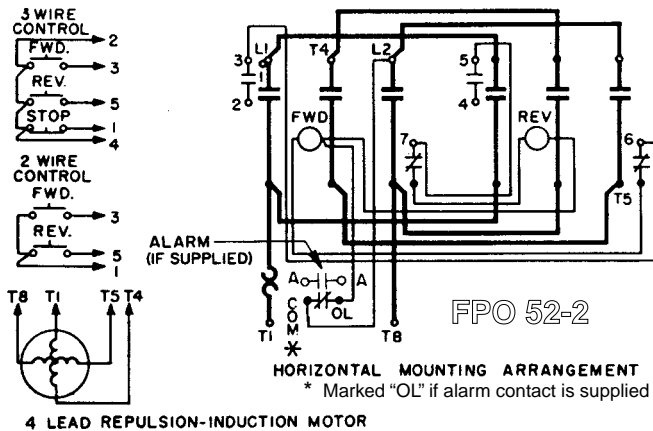 3 WIRE
CONTROL
FWD.
2
3
REV.
5
STOP
1
4
2 WIRE
CONTROL
FWD.
3
REV.
5
1
T8 T1 T5 T4
4 LEAD REPULSION-INDUCTION MOTOR
3 L1 T4 L2 5
1
2 4
FWD 7 REV 6
T5
ALARM
(IF SUPPLIED)
A A
COM OL
*
T1 T8
FPO 52-2
HORIZONTAL MOUNTING ARRANGEMENT
* Marked "OL" if alarm contact is supplied